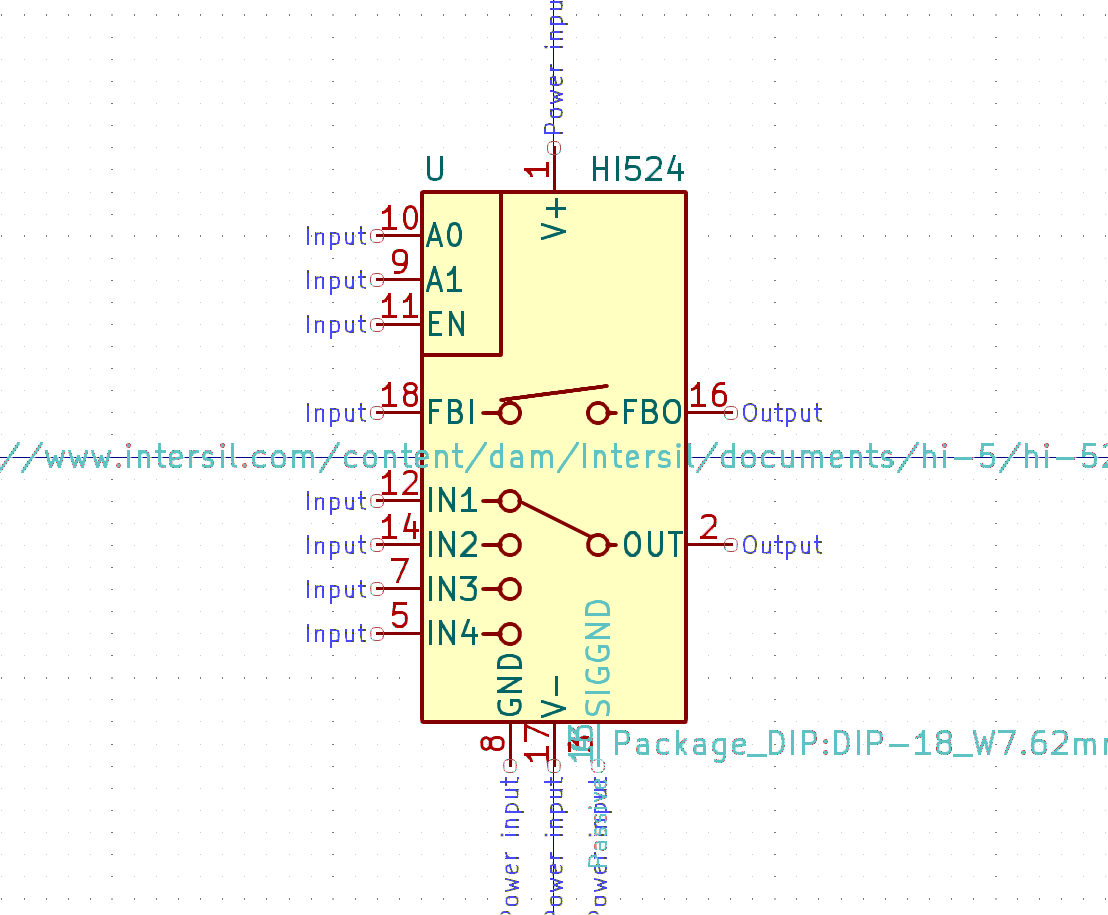 Power inpu
U
1
HI524
V+
Input 10 A0
Input 9 A1
Input 11 EN
Input 18 FBI
FBO 16 Output
//www.intersil.com/content/dam/Intersil/documents/hi-5/hi-52
Input 12 IN1
Input 14 IN2
OUT 2 Output
Input 7 IN3
Input 5 IN4
GND
V-
SIGGND
8
17
Package_DIP:DIP-18_W7.62m
Power input
Power input
Power input
Passive